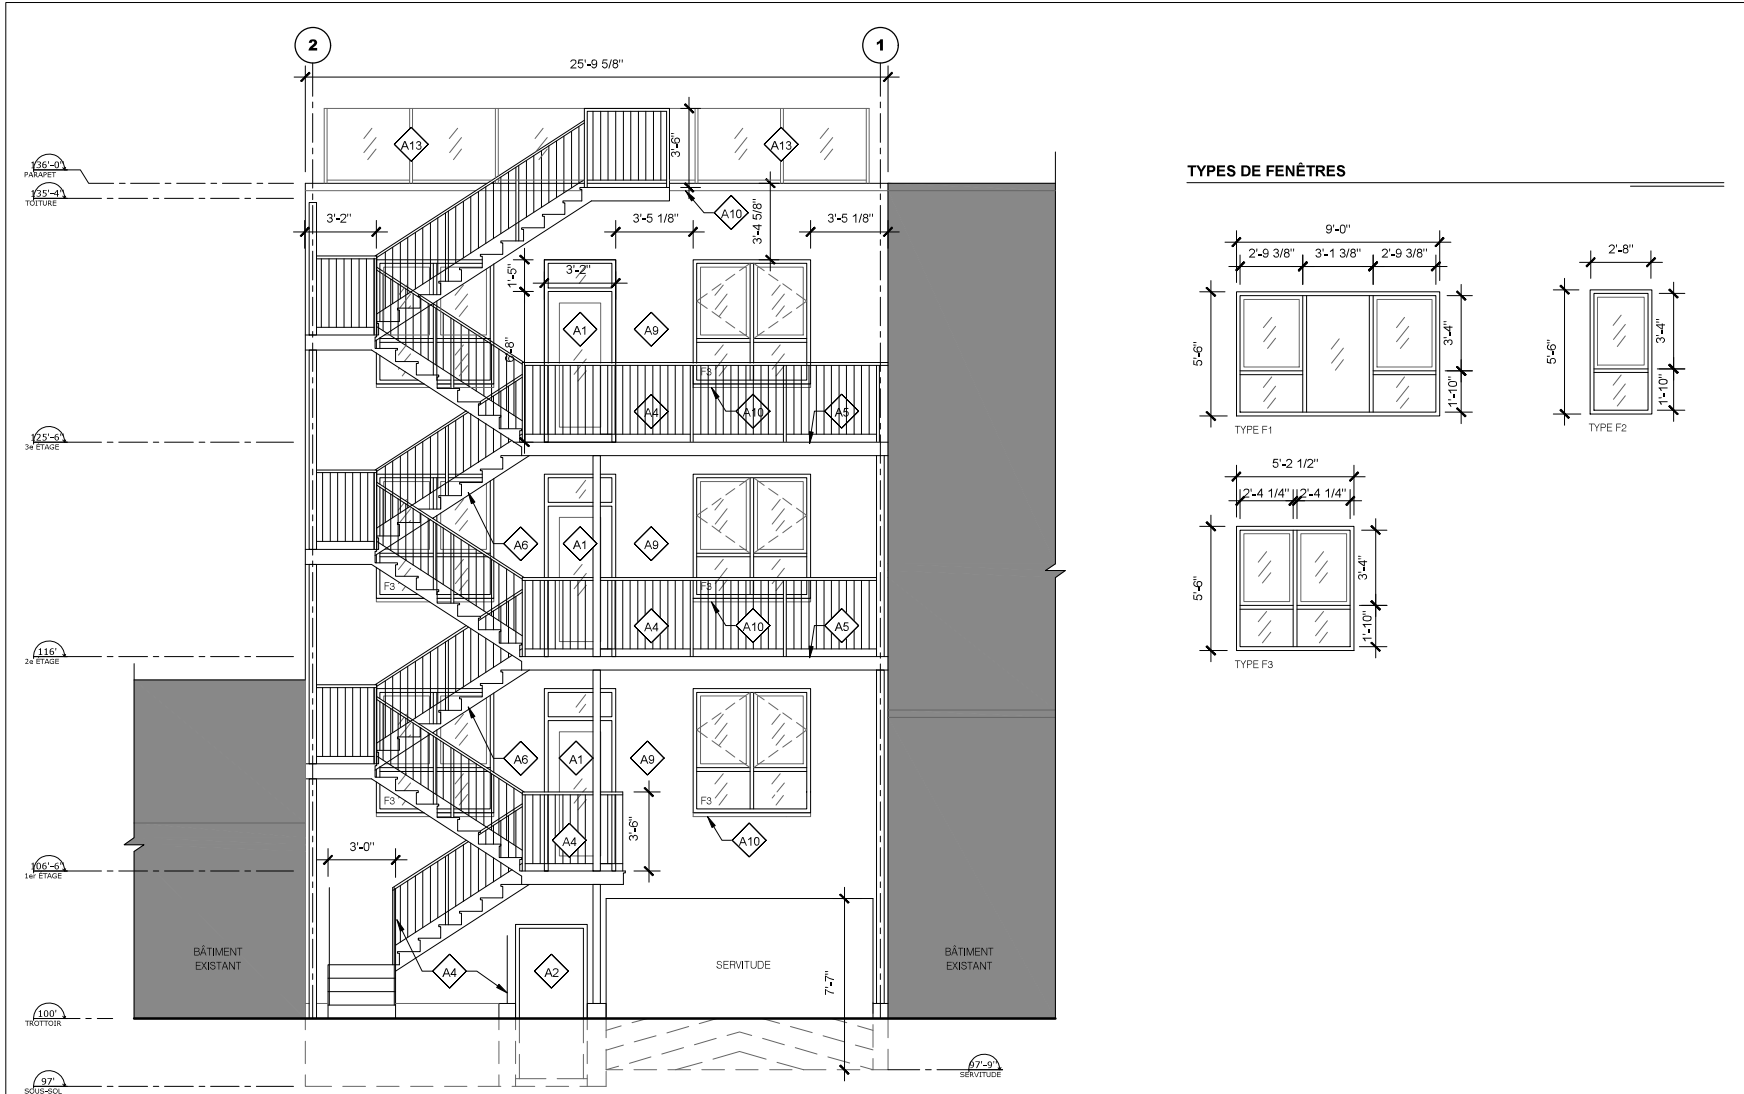 2
1
25'-9 5/8"
A13
A13
3'-6"
136'-0"
PARAPET
135'-4"
TOITURE
3'-2"
3'-5 1/8"
A10
3'-4 5/8"
3'-5 1/8"
1'-5"
3'-2"
A1
A9
6'-8"
F3
A4
A10
A5
125'-6"
3e ÉTAGE
A6
A1
A9
F3
F3
A4
A10
A5
116'
2e ÉTAGE
A6
A1
A9
F3
F3
A4
3'-6"
A10
3'-0"
106'-6"
1er ÉTAGE
BÂTIMENT
EXISTANT
A4
A2
SERVITUDE
7'-7"
BÂTIMENT
EXISTANT
100'
TROTTOIR
97'-9"
SERVITUDE
97'
SOUS-SOL
TYPES DE FENÊTRES
9'-0"
2'-9 3/8"
3'-1 3/8"
2'-9 3/8"
5'-6"
3'-4"
1'-10"
TYPE F1
2'-8"
5'-6"
3'-4"
1'-10"
TYPE F2
5'-2 1/2"
2'-4 1/4"
2'-4 1/4"
5'-6"
3'-4"
1'-10"
TYPE F3